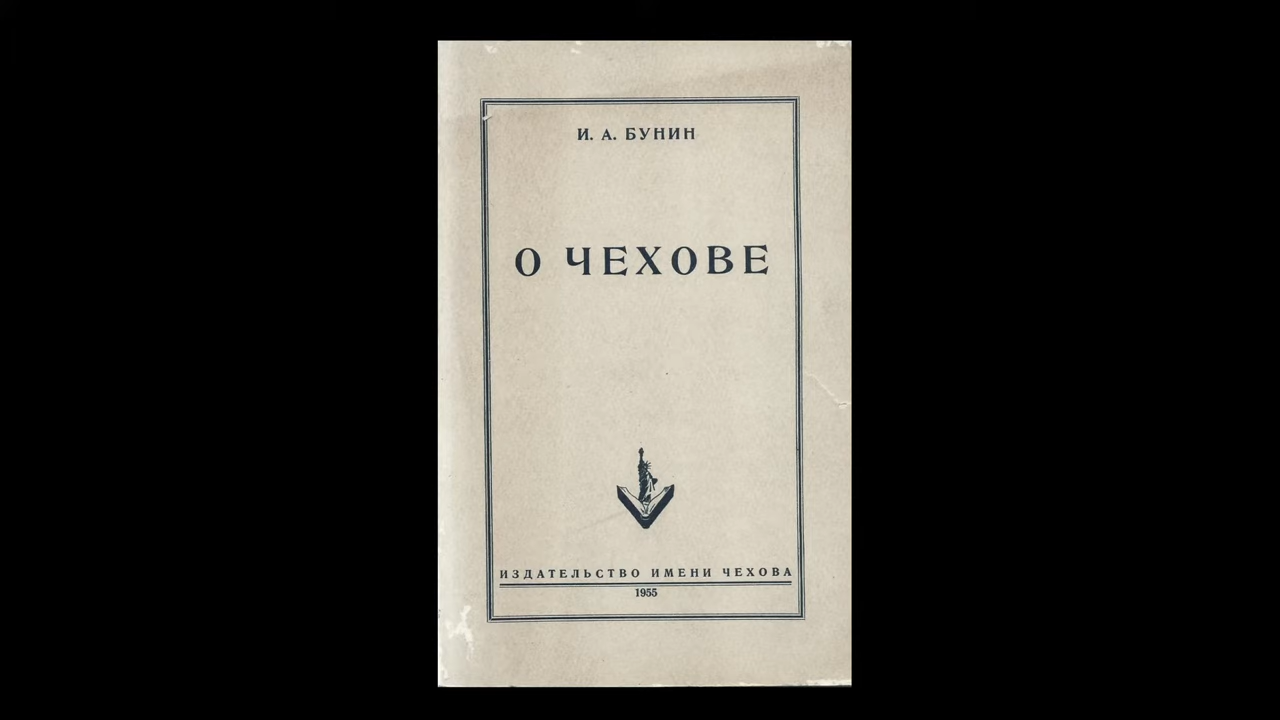 И. А. БУНИН
О ЧЕХОВЕ
ИЗДАТЕЛЬСТВО ИМЕНИ ЧЕХОВА
1955